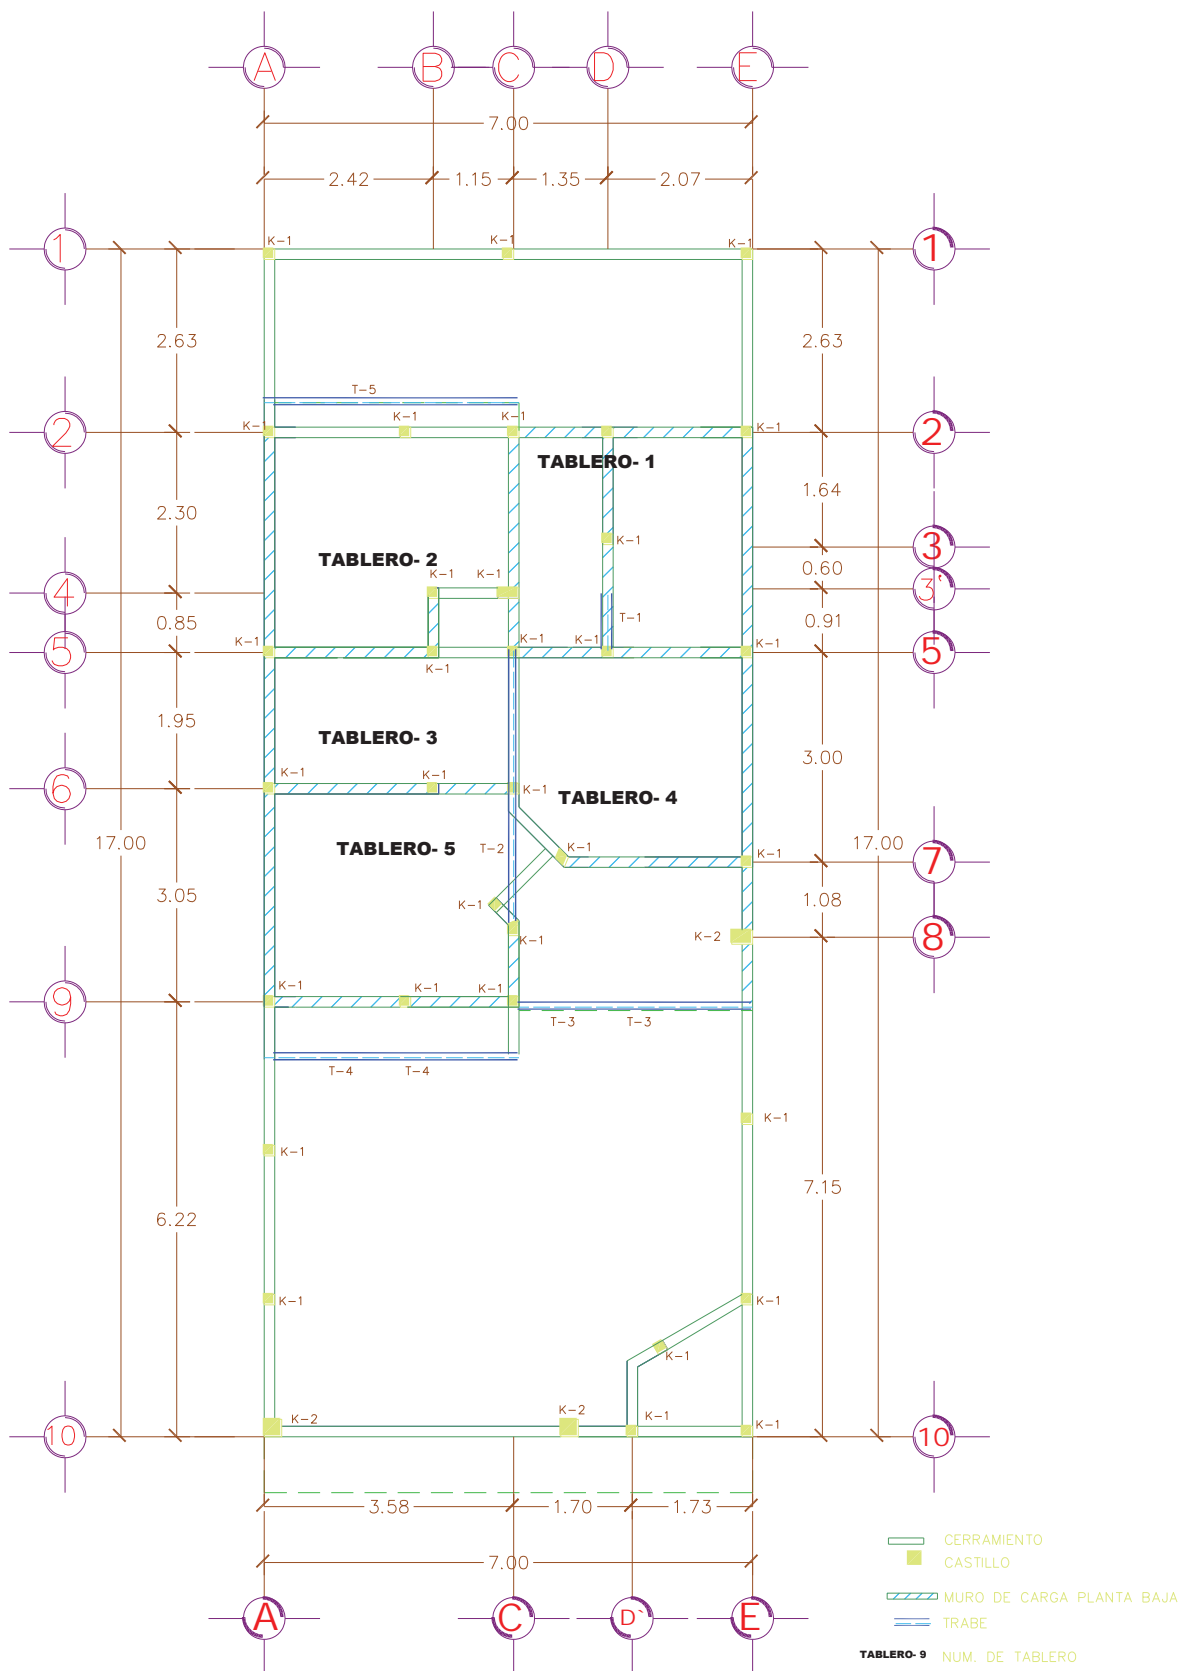 A B C D E
7.00
2.42 1.15 1.35 2.07
K-1 K-1 K-1
1 1
2.63 2.63
T-5
K-1 K-1 K-1 K-1
2 2
TABLERO- 1
1.64
2.30
K-1
3
TABLERO- 2
0.60
K-1 K-1
4 3`
0.85 T-1 0.91
K-1 K-1 K-1 K-1
5 5
K-1
1.95
TABLERO- 3
3.00
K-1 K-1 K-1
6
TABLERO- 4
17.00 17.00
TABLERO- 5 T-2 K-1 K-1
7
3.05 1.08
K-1
K-1 K-2
8
K-1 K-1 K-1
9
T-3 T-3
T-4 T-4
K-1
K-1
7.15
6.22
K-1 K-1
K-1
K-2 K-2 K-1 K-1
10 10
3.58 1.70 1.73
7.00
A C D` E
CERRAMIENTO
CASTILLO
MURO DE CARGA PLANTA BAJA
TRABE
TABLERO- 9 NUM. DE TABLERO